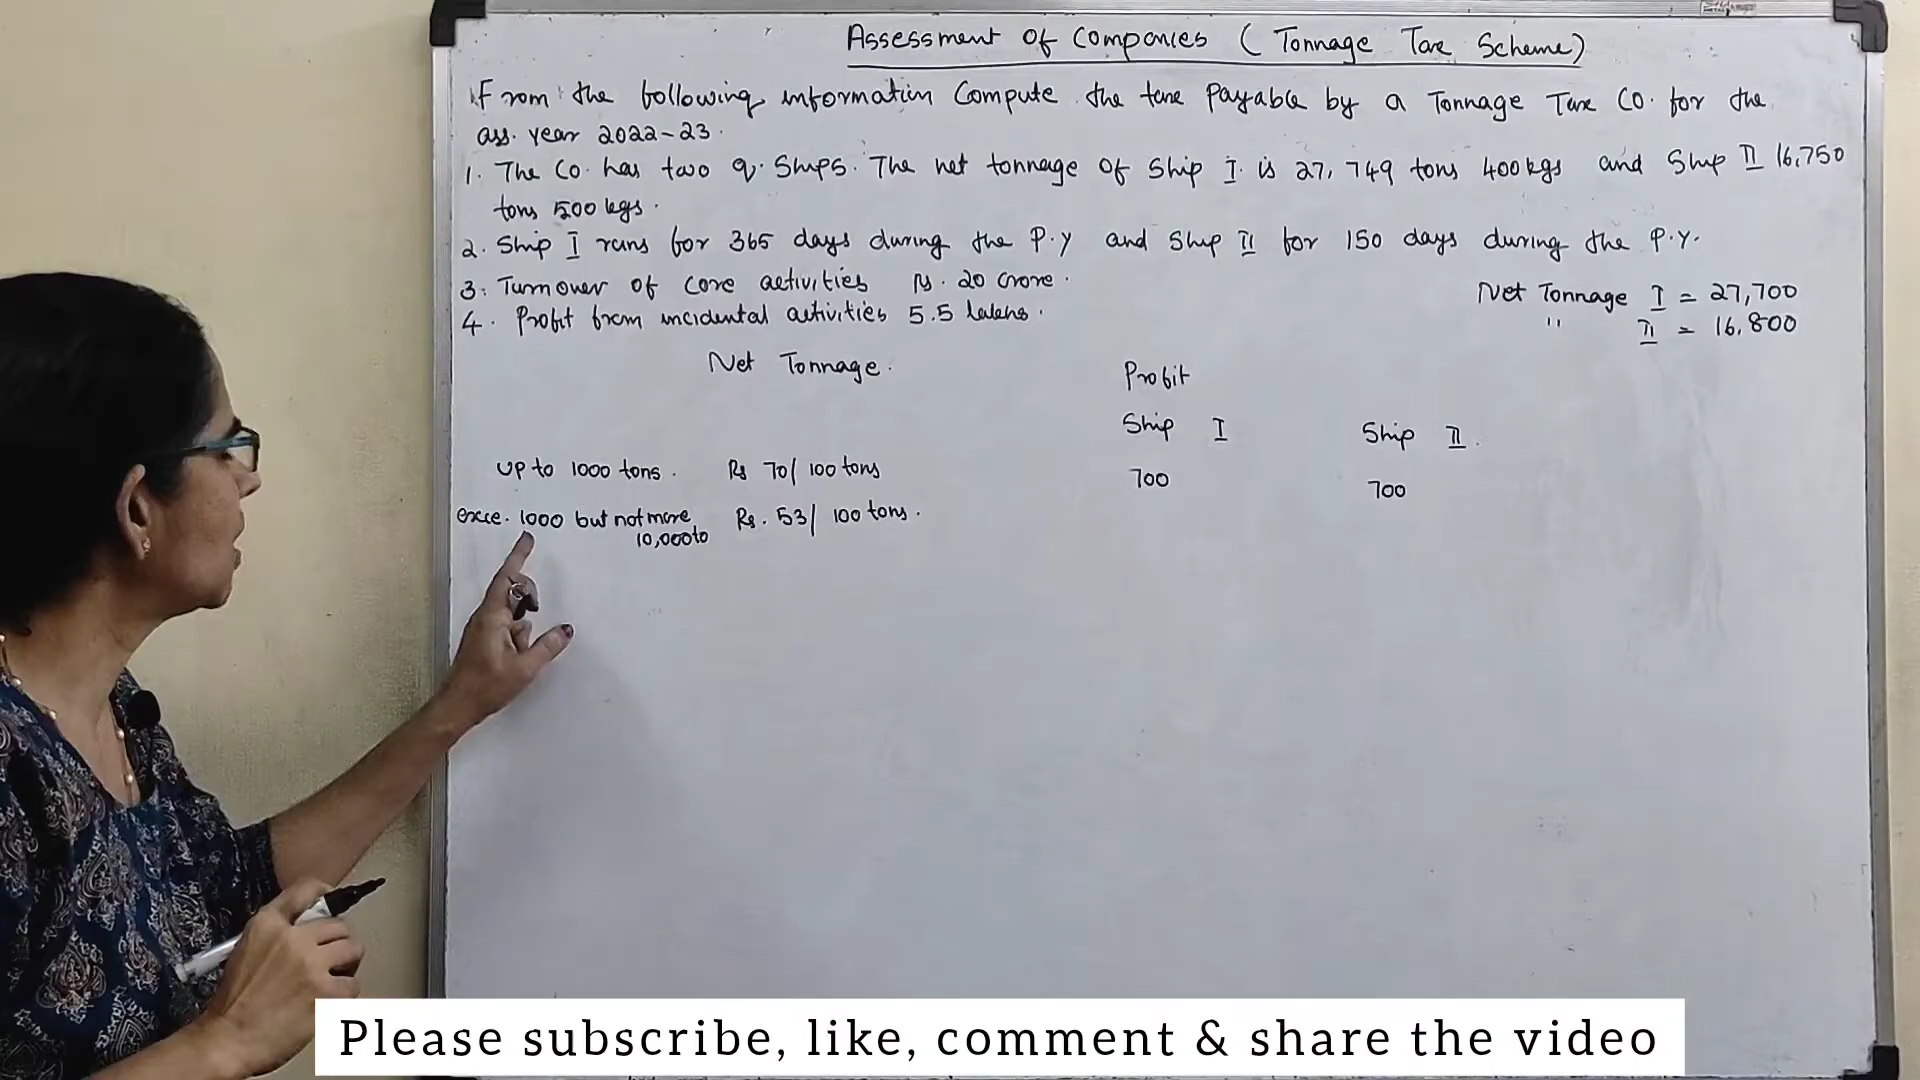 Assessment of Companies (Tonnage Tax Scheme)
From the following information Compute the tax Payable by a Tonnage Tax Co. for the
ass. year 2022-23.
1. The Co. has two q. Ships. The net tonnage of Ship I is 27,749 tons 400kgs and Ship II 16,750
tons 500 kgs.
2. Ship I runs for 365 days during the P.Y and Ship II for 150 days during the P.Y.
3. Turnover of core activities Rs. 20 crore.
4. Profit from incidental activities 5.5 lakhs.
Net Tonnage I = 27,700
" II = 16,800
Net Tonnage.
Profit
Ship I
Ship II.
up to 1000 tons. Rs 70/ 100 tons
700
700
exce. 1000 but not more
10,000to
Rs. 53/ 100 tons.
Please subscribe, like, comment & share the video